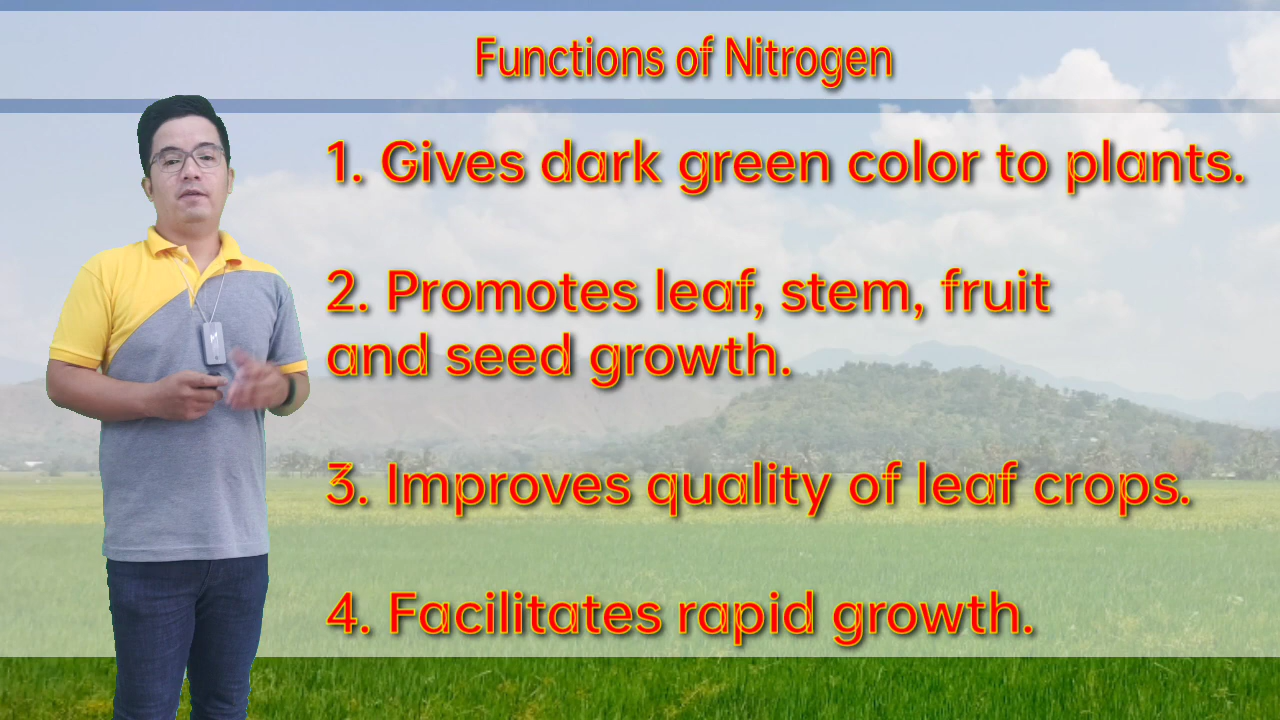 Functions of Nitrogen
1. Gives dark green color to plants.
2. Promotes leaf, stem, fruit
and seed growth.
3. Improves quality of leaf crops.
4. Facilitates rapid growth.